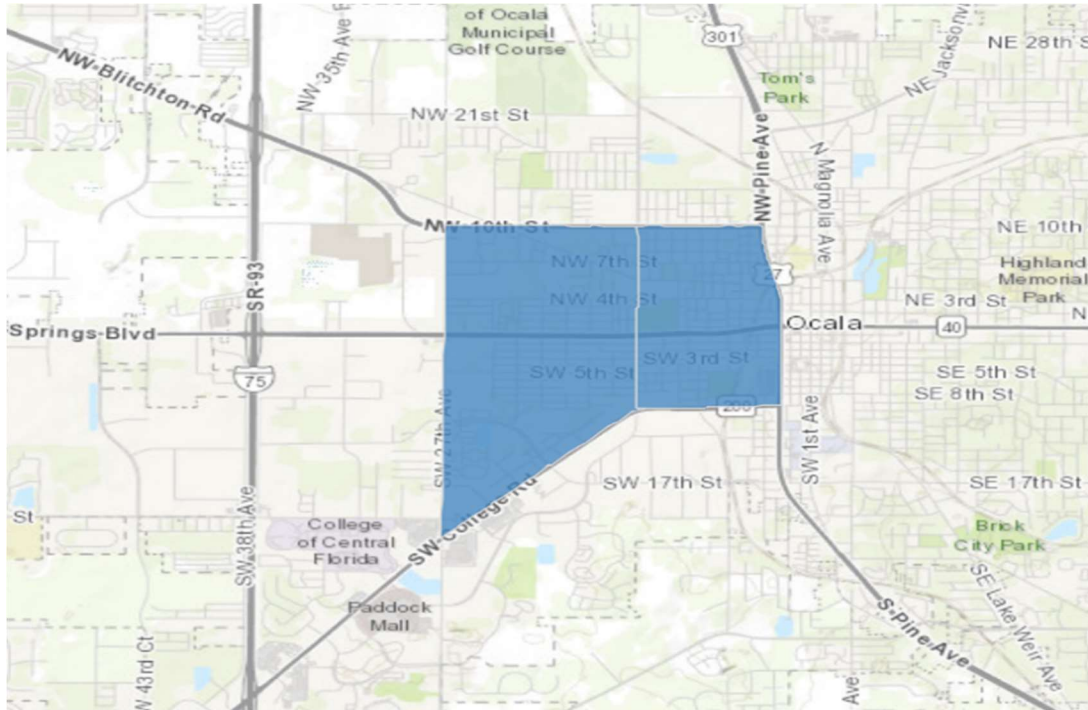 of Ocala
Municipal
Golf Course
301
NE 28th S
NW-Blitchton-Rd
NW-35th Ave
NE-Jacksonvi
Tom's
Park
NW 21st St
NW-Pine-Ave
N Magnolia Ave
NW-10th St
NE 10th
SR-93
NW 7th St
27
Highland
Memorial
Park
NW 4th St
NE 3rd St
N
Springs-Blvd
Ocala
40
SW 3rd St
75
SW 5th St
SE 5th St
SE 8th St
200
SW 27th Ave
SW 1st Ave
SW 17th St
SE 17th St
St
SW-College-Rd
College
of Central
Florida
SW 38th Ave
Brick
City Park
Paddock
Mall
SE Lake Weir Ave
S-Pine-Ave
W 43rd Ct
Ave